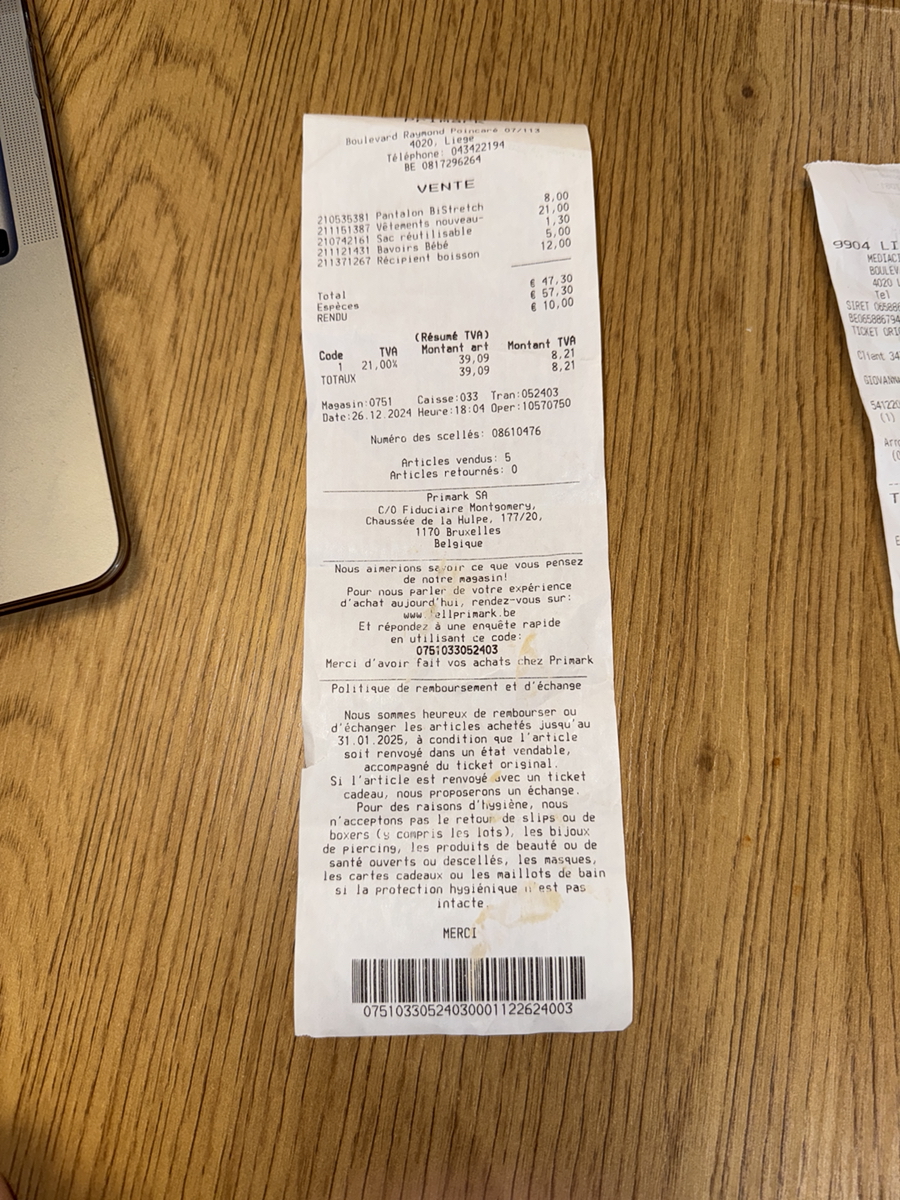 PRIMARK
Boulevard Raymond Poincaré 07/113
4020, Liege
Téléphone: 043422194
BE 0817296264
VENTE
210535381 Pantalon BiStretch 8,00
211151387 Vêtements nouveau- 21,00
210742161 Sac réutilisable 1,30
211121431 Bavoirs Bébé 5,00
211371267 Récipient boisson 12,00
Total € 47,30
Espèces € 57,30
RENDU € 10,00
(Résumé TVA)
Code TVA Montant art Montant TVA
1 21,00% 39,09 8,21
TOTAUX 39,09 8,21
Magasin:0751 Caisse:033 Tran:052403
Date:26.12.2024 Heure:18:04 Oper:10570750
Numéro des scellés: 08610476
Articles vendus: 5
Articles retournés: 0
Primark SA
C/O Fiduciaire Montgomery,
Chaussée de la Hulpe, 177/20,
1170 Bruxelles
Belgique
Nous aimerions savoir ce que vous pensez
de notre magasin!
Pour nous parler de votre expérience
d'achat aujourd'hui, rendez-vous sur:
www.tellprimark.be
Et répondez à une enquête rapide
en utilisant ce code:
0751033052403
Merci d'avoir fait vos achats chez Primark
Politique de remboursement et d'échange
Nous sommes heureux de rembourser ou
d'échanger les articles achetés jusqu'au
31.01.2025, à condition que l'article
soit renvoyé dans un état vendable,
accompagné du ticket original.
Si l'article est renvoyé avec un ticket
cadeau, nous proposerons un échange.
Pour des raisons d'hygiène, nous
n'acceptons pas le retour de slips ou de
boxers (y compris les lots), les bijoux
de piercing, les produits de beauté ou de
santé ouverts ou descellés, les masques,
les cartes cadeaux ou les maillots de bain
si la protection hygiénique n'est pas
intacte.
MERCI
07510330524030001122624003
9904 LI
MEDIAC
BOULEV
4020 L
Tel
SIRET 06588
BE065886794
TICKET ORI
Client 34
GIOVANN
541220
(1)
T